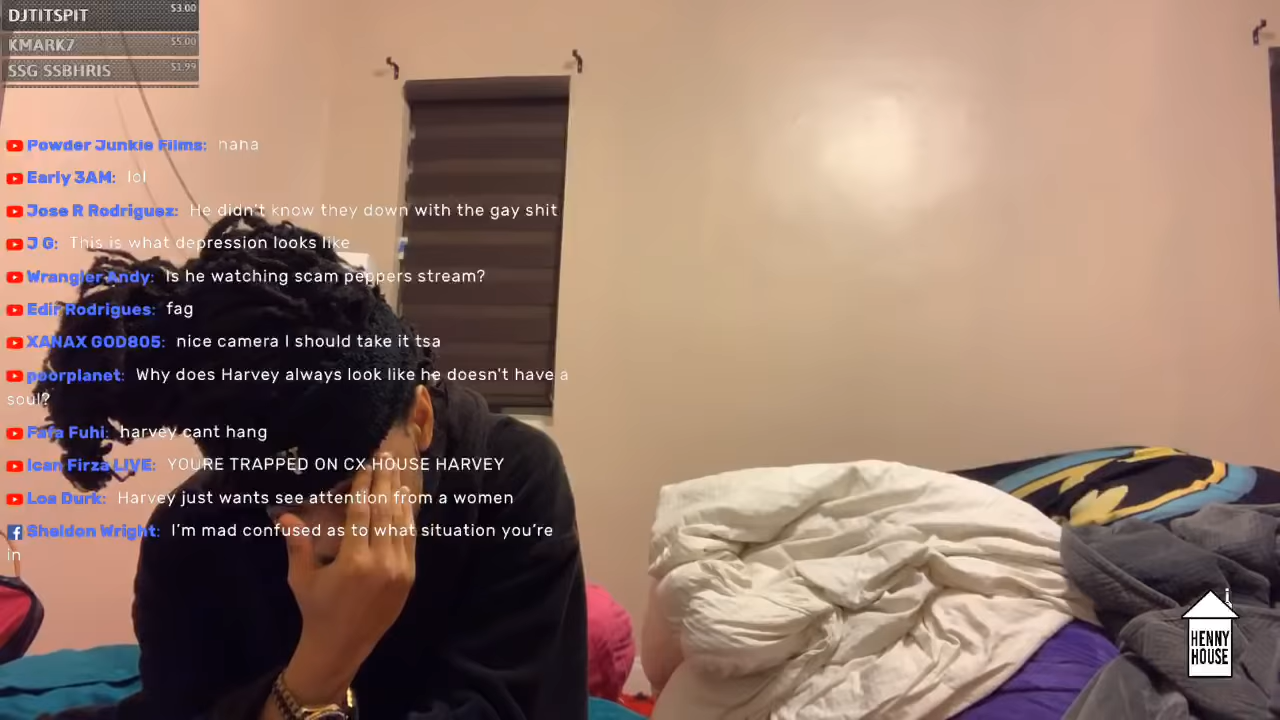 DJTITSPIT $3.00
KMARK7 $5.00
SSG SSBHRIS $1.99
Powder Junkie Films: haha
Early 3AM: lol
Jose R Rodriguez: He didn't know they down with the gay shit
J G: This is what depression looks like
Wrangler Andy: Is he watching scam peppers stream?
Edir Rodrigues: fag
XANAX GOD805: nice camera I should take it tsa
poorplanet: Why does Harvey always look like he doesn't have a
soul?
Fafa Fuhi: harvey cant hang
Ican Firza LIVE: YOURE TRAPPED ON CX HOUSE HARVEY
Los Durk: Harvey just wants see attention from a women
Sheldon Wright: I'm mad confused as to what situation you're
in
HENNY
HOUSE